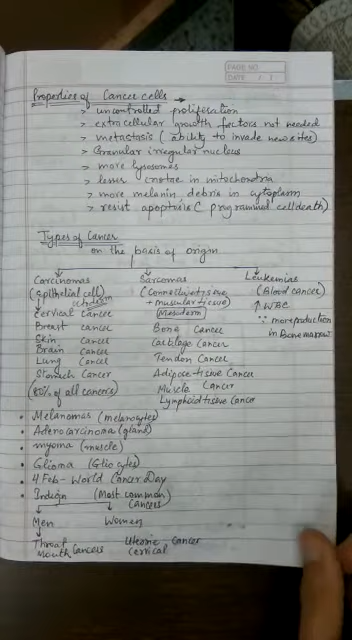 PAGE NO
DATE / /
Properties of Cancer cells →
> uncontrolled proliferation
> extracellular growth factors not needed
> metastasis (ability to invade new sites)
> Granular irregular nucleus
> more lysosomes
> lesser cristae in mitochondria
> more melanin debris in cytoplasm
> resist apoptosis ( programmed cell death)
Types of Cancer
on the basis of origin
Carcinomas Sarcomas Leukemias
(epithelial cell) (Connective tissue (Blood cancer)
+ muscular tissue) ↑ WBC
Mesoderm
∵ more production
in Bone marrow
Cervical Cancer
Breast Cancer Bone Cancer
Skin Cancer Cartilage Cancer
Brain Cancer
Lung Cancer Tendon Cancer
Stomach Cancer Adipose tissue Cancer
(80% of all cancers) Muscle Cancer
Lymphoid tissue Cancer
• Melanomas (melanocytes)
• Adenocarcinoma (gland)
• myoma (muscle)
• Glioma (Glio cytes)
• 4 Feb - World Cancer Day
• Indian (Most common)
Cancers
Men Women
Throat Uterine Cancer
Mouth Cancers Cervical